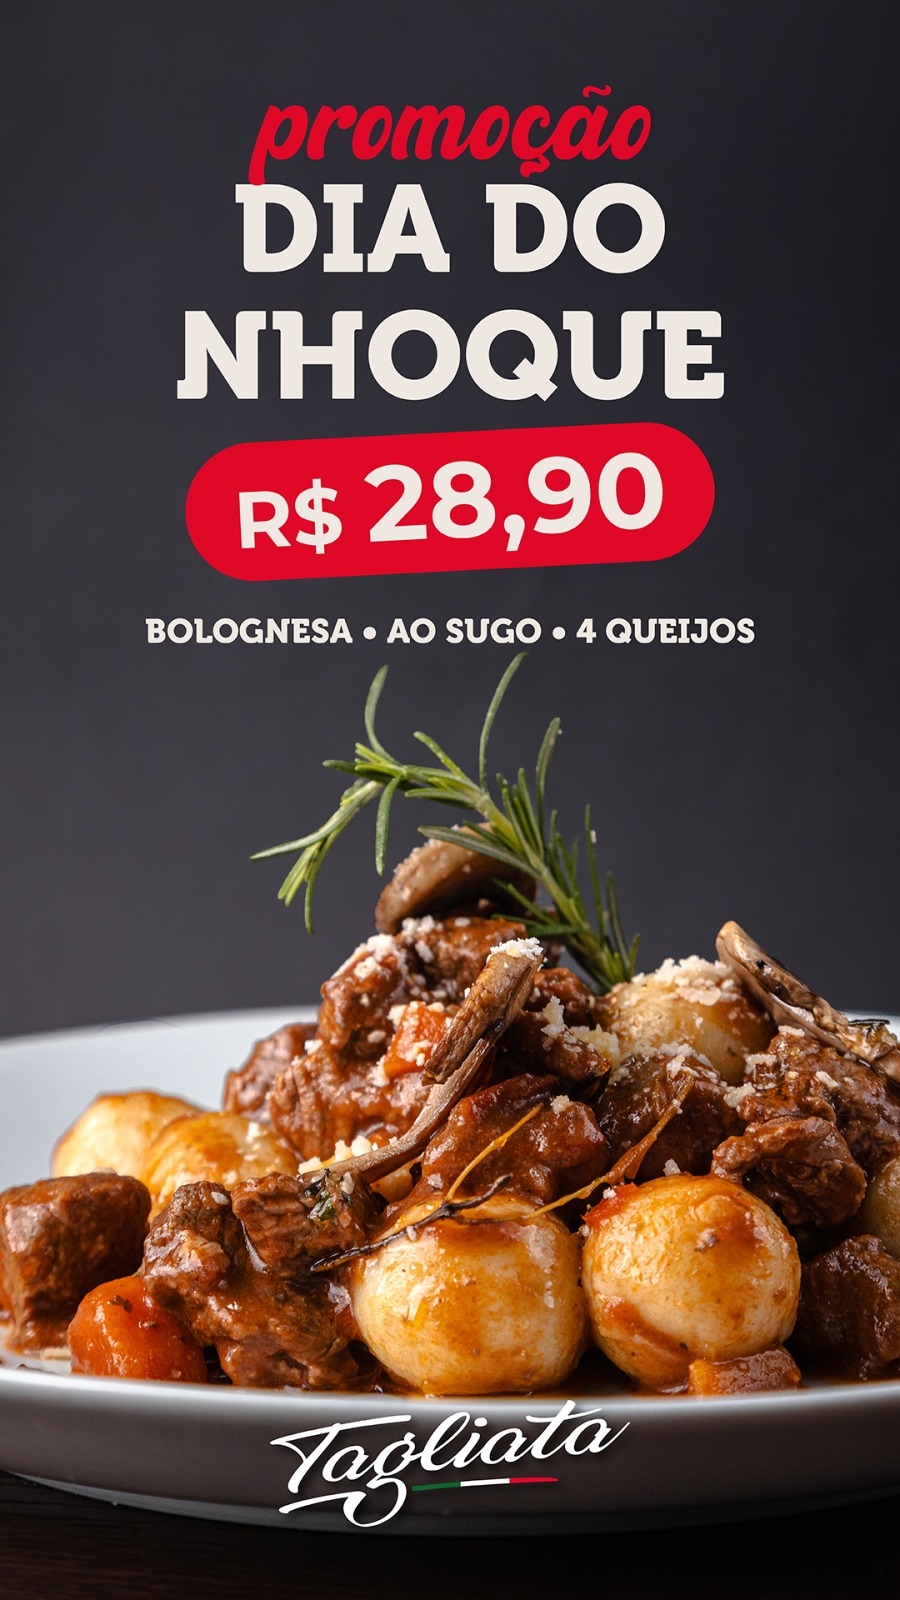 promoção
DIA DO
NHOQUE
R$ 28,90
BOLOGNESA • AO SUGO • 4 QUEIJOS
Tagliata